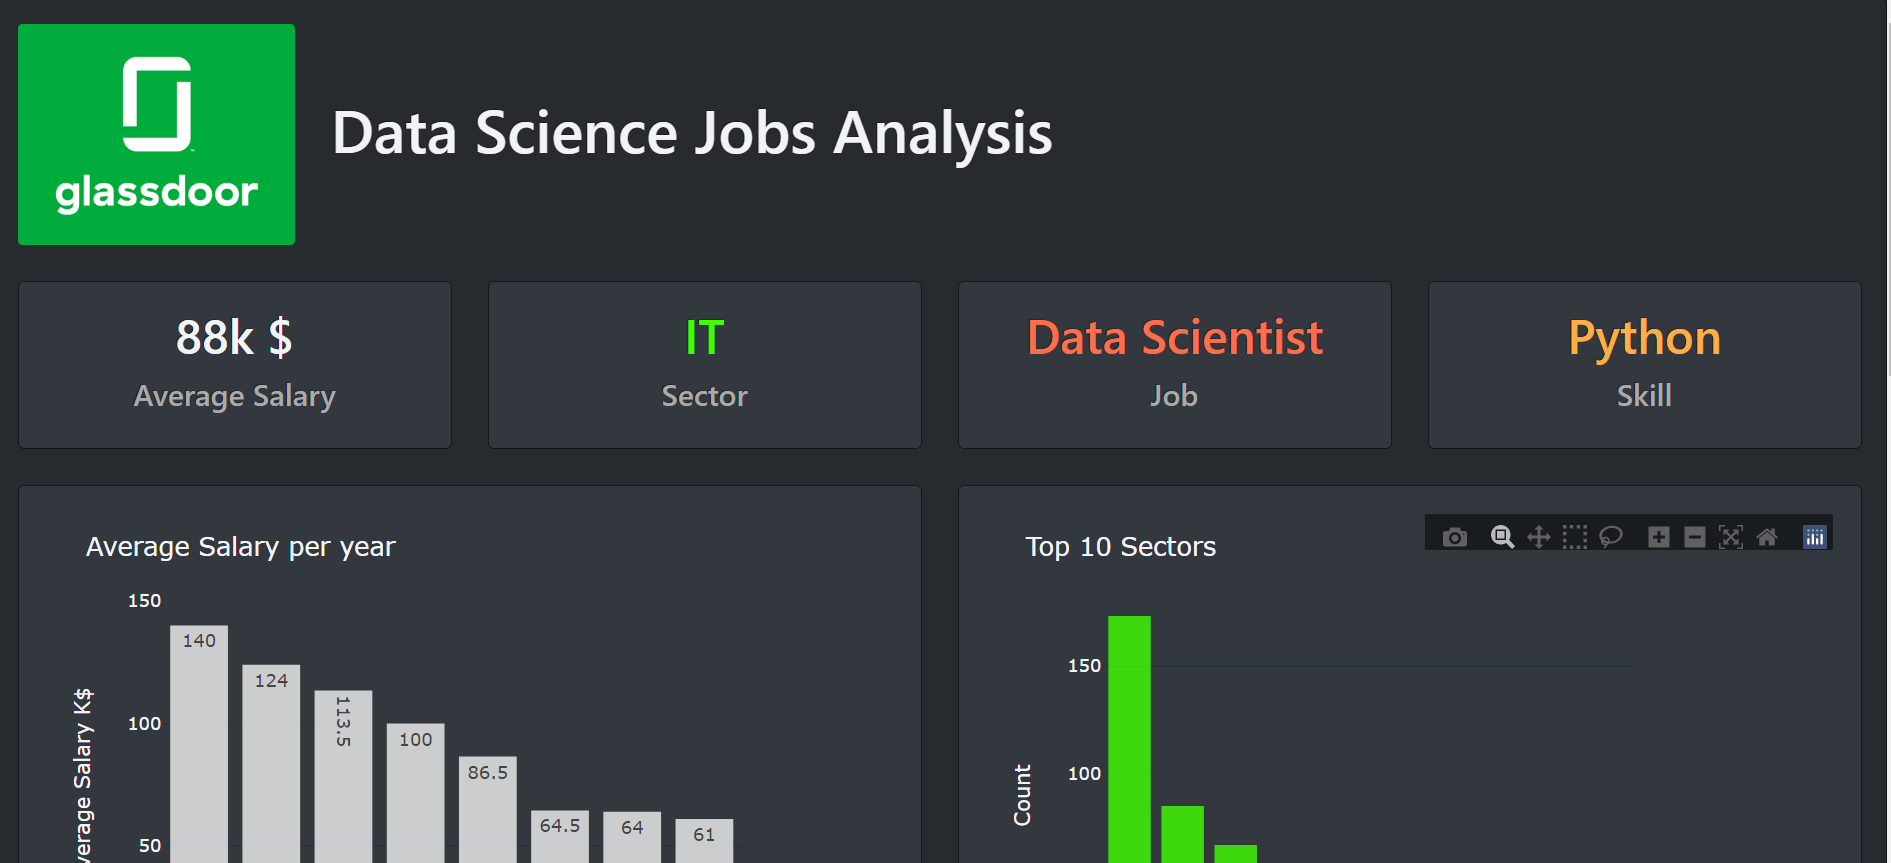 glassdoor
Data Science Jobs Analysis
88k $
Average Salary
IT
Sector
Data Scientist
Job
Python
Skill
Average Salary per year
150
100
50
verage Salary K$
140
124
113.5
100
86.5
64.5
64
61
Top 10 Sectors
150
100
Count